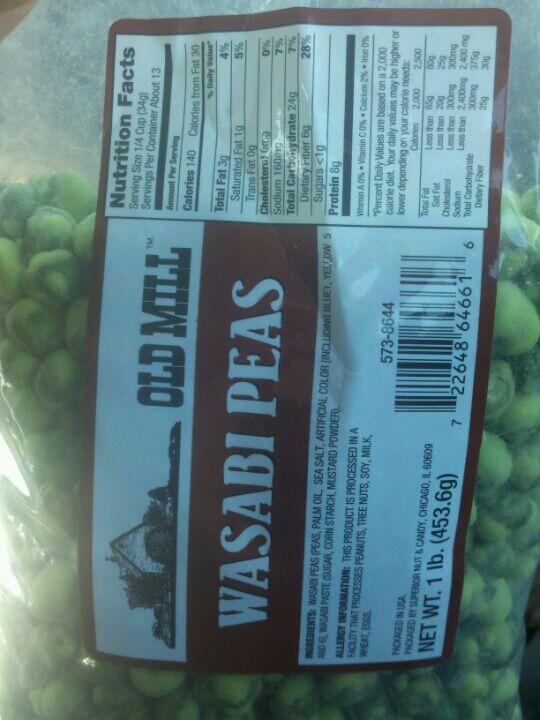 OLD MILL™
WASABI PEAS
INGREDIENTS: WASABI PEAS (PEAS, PALM OIL, SEA SALT, ARTIFICIAL COLOR [INCLUDING BLUE1, YELLOW 5
AND 6), WASABI PASTE (SUGAR, CORN STARCH, MUSTARD POWDER).
ALLERGY INFORMATION: THIS PRODUCT IS PROCESSED IN A
FACILITY THAT PROCESSES PEANUTS, TREE NUTS, SOY, MILK,
WHEAT, EGGS.
PACKAGED IN USA.
PACKAGED BY SUPERIOR NUT & CANDY, CHICAGO, IL 60609
NET WT. 1 lb. (453.6g)
573-8644
7 22648 64661 6
Nutrition Facts
Serving Size 1/4 Cup (34g)
Servings Per Container About 13
Amount Per Serving
Calories 140 Calories from Fat 30
% Daily Value*
Total Fat 3g 4%
Saturated Fat 1g 5%
Trans Fat 0g
Cholesterol 0mg 0%
Sodium 160mg 7%
Total Carbohydrate 24g 7%
Dietary Fiber 6g 28%
Sugars <1g
Protein 8g
Vitamin A 0% • Vitamin C 0% • Calcium 2% • Iron 0%
*Percent Daily Values are based on a 2,000
calorie diet. Your daily values may be higher or
lower depending on your calorie needs:
Calories 2,000 2,500
Total Fat Less than 65g 80g
Sat Fat Less than 20g 25g
Cholesterol Less than 300mg 300mg
Sodium Less than 2,400mg 2,400 mg
Total Carbohydrate 300mg 375g
Dietary Fiber 25g 30g